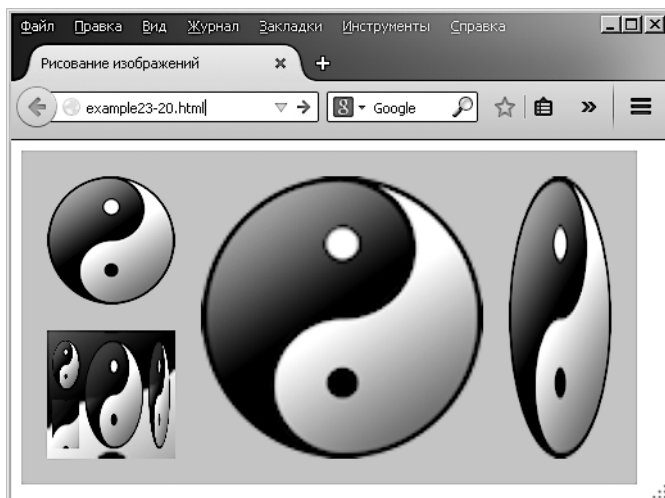 Файл Правка Вид Журнал Закладки Инструменты Справка
Рисование изображений
example23-20.html
Google